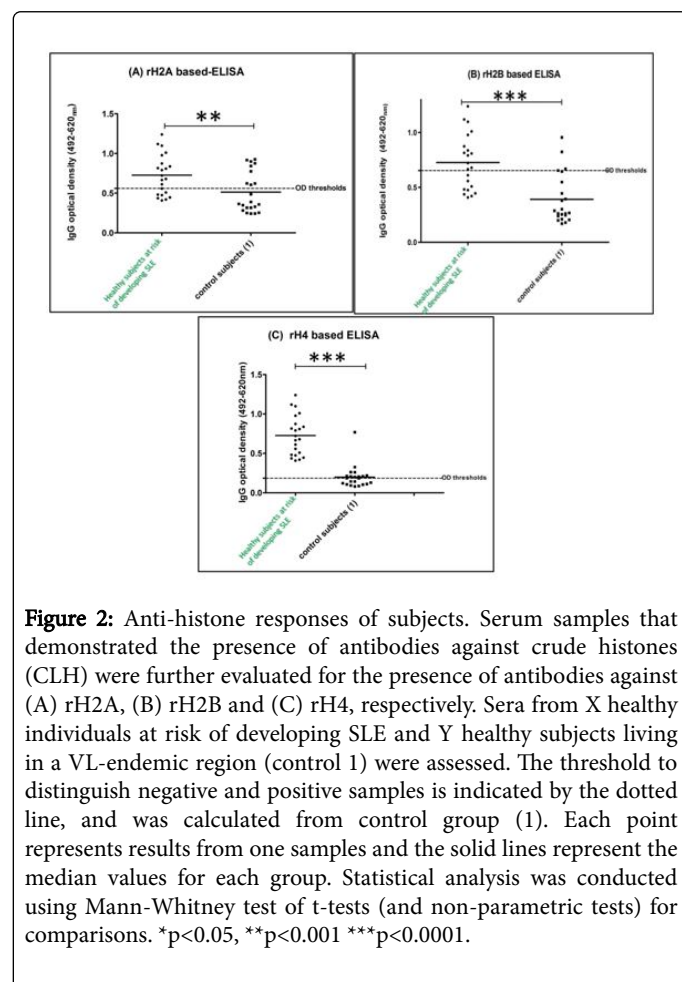 (A) rH2A based-ELISA
**
IgG optical density (492-620nm)
1.5
1.0
0.5
0.0
OD thresholds
Healthy subjects at risk
of developing SLE
control subjects (1)
(B) rH2B based ELISA
***
IgG optical density (492-620nm)
1.0
0.5
0.0
OD thresholds
Healthy subjects at risk
of developing SLE
control subjects (1)
(C) rH4 based ELISA
***
IgG optical density (492-620nm)
1.5
1.0
0.5
0.0
OD thresholds
Healthy subjects at risk
of developing SLE
control subjects (1)
Figure 2: Anti-histone responses of subjects. Serum samples that
demonstrated the presence of antibodies against crude histones
(CLH) were further evaluated for the presence of antibodies against
(A) rH2A, (B) rH2B and (C) rH4, respectively. Sera from X healthy
individuals at risk of developing SLE and Y healthy subjects living
in a VL-endemic region (control 1) were assessed. The threshold to
distinguish negative and positive samples is indicated by the dotted
line, and was calculated from control group (1). Each point
represents results from one samples and the solid lines represent the
median values for each group. Statistical analysis was conducted
using Mann-Whitney test of t-tests (and non-parametric tests) for
comparisons. *p<0.05, **p<0.001 ***p<0.0001.